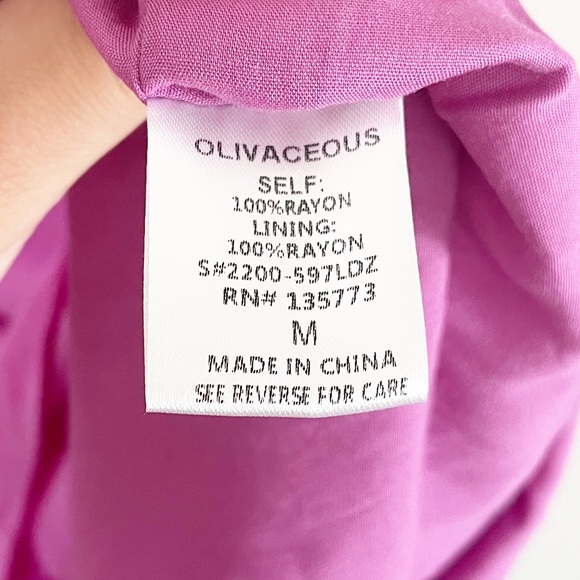 OLIVACEOUS
SELF:
100%RAYON
LINING:
100%RAYON
S#2200-597LDZ
RN# 135773
M
MADE IN CHINA
SEE REVERSE FOR CARE